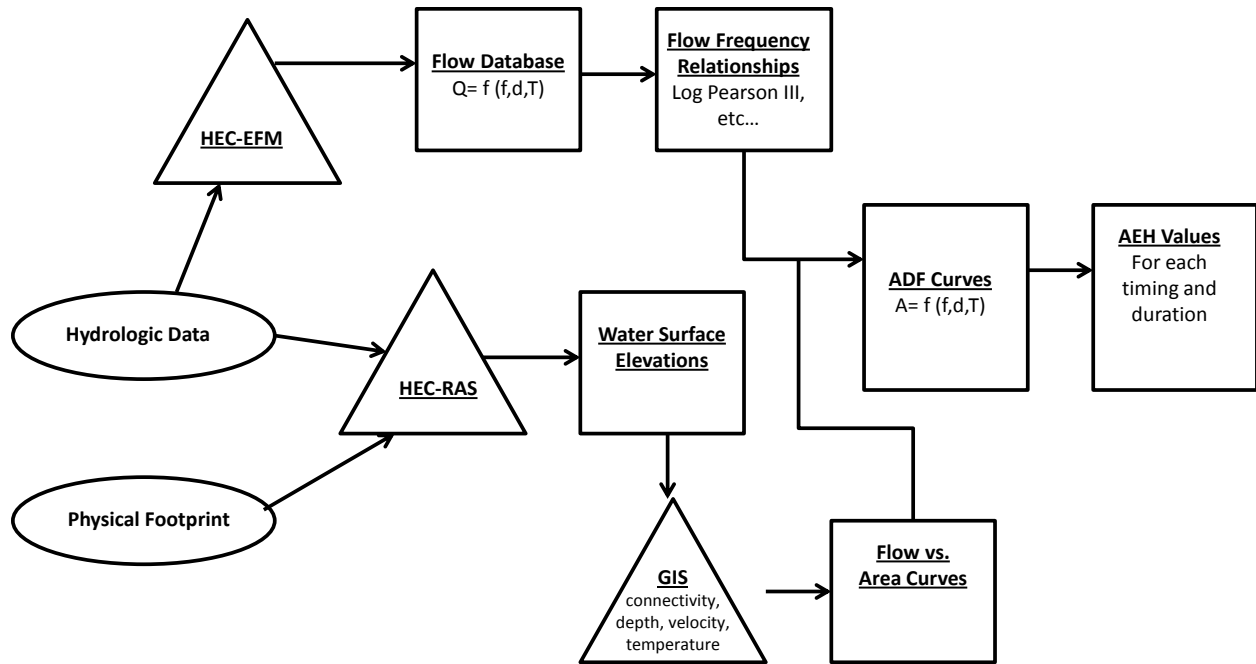 Flow Database
Q= f (f,d,T)
Flow Frequency
Relationships
Log Pearson III,
etc...
HEC-EFM
AEH Values
For each
timing and
duration
ADF Curves
A= f (f,d,T)
Hydrologic Data
Water Surface
Elevations
HEC-RAS
Physical Footprint
GIS
connectivity,
depth, velocity,
temperature
Flow vs.
Area Curves